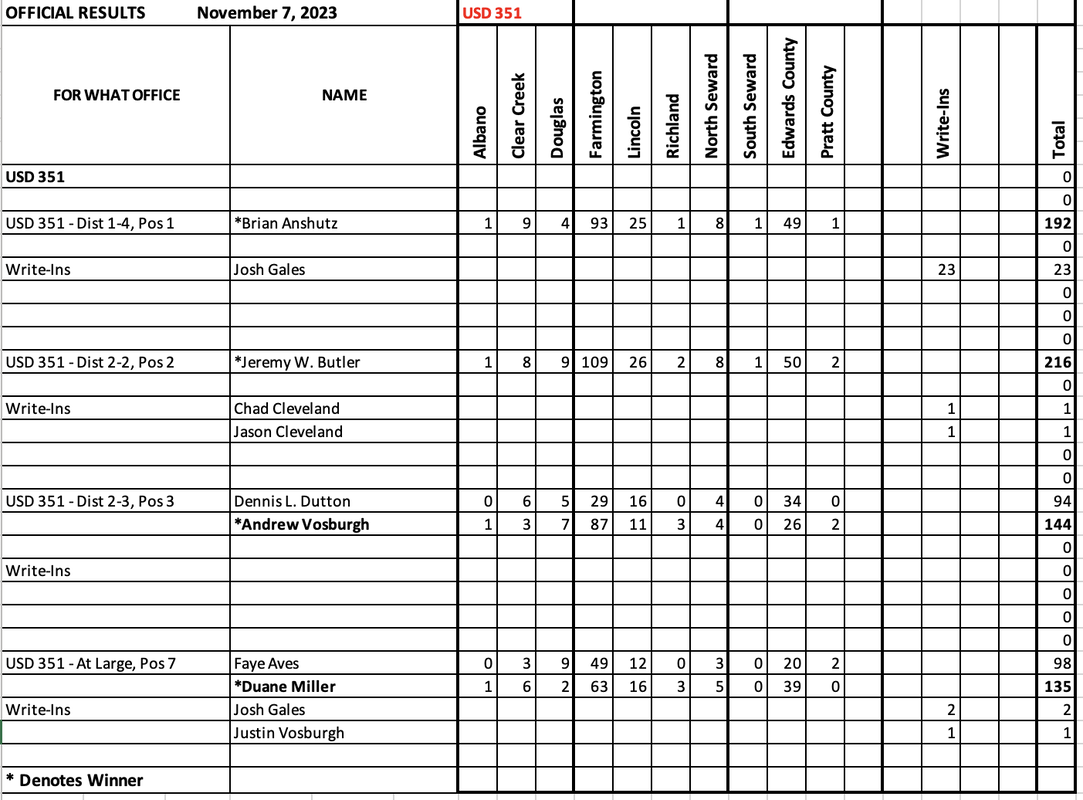 OFFICIAL RESULTS November 7, 2023 USD 351
FOR WHAT OFFICE NAME Albano Clear Creek Douglas Farmington Lincoln Richland North Seward South Seward Edwards County Pratt County Write-Ins Total
USD 351 0
0
USD 351 - Dist 1-4, Pos 1 *Brian Anshutz 1 9 4 93 25 1 8 1 49 1 192
0
Write-Ins Josh Gales 23 23
0
0
0
USD 351 - Dist 2-2, Pos 2 *Jeremy W. Butler 1 8 9 109 26 2 8 1 50 2 216
0
Write-Ins Chad Cleveland 1 1
Jason Cleveland 1 1
0
0
USD 351 - Dist 2-3, Pos 3 Dennis L. Dutton 0 6 5 29 16 0 4 0 34 0 94
*Andrew Vosburgh 1 3 7 87 11 3 4 0 26 2 144
0
Write-Ins 0
0
0
0
USD 351 - At Large, Pos 7 Faye Aves 0 3 9 49 12 0 3 0 20 2 98
*Duane Miller 1 6 2 63 16 3 5 0 39 0 135
Write-Ins Josh Gales 2 2
Justin Vosburgh 1 1
* Denotes Winner